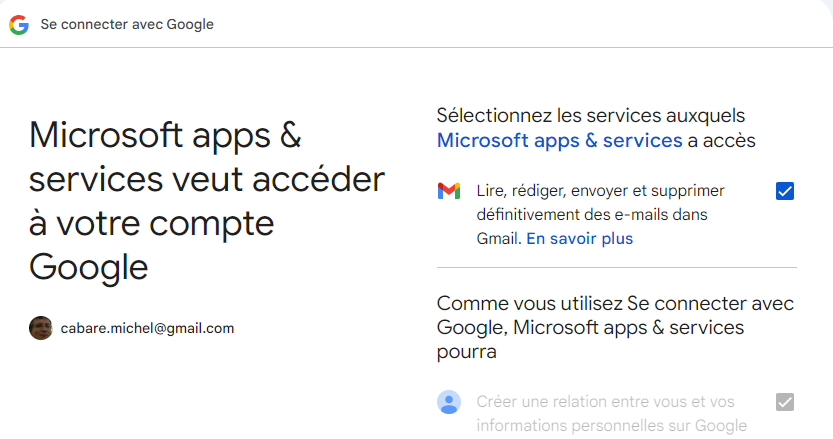 Se connecter avec Google
Microsoft apps &
services veut accéder
à votre compte
Google
cabare.michel@gmail.com
Sélectionnez les services auxquels
Microsoft apps & services a accès
Lire, rédiger, envoyer et supprimer
définitivement des e-mails dans
Gmail. En savoir plus
Comme vous utilisez Se connecter avec
Google, Microsoft apps & services
pourra
Créer une relation entre vous et vos
informations personnelles sur Google